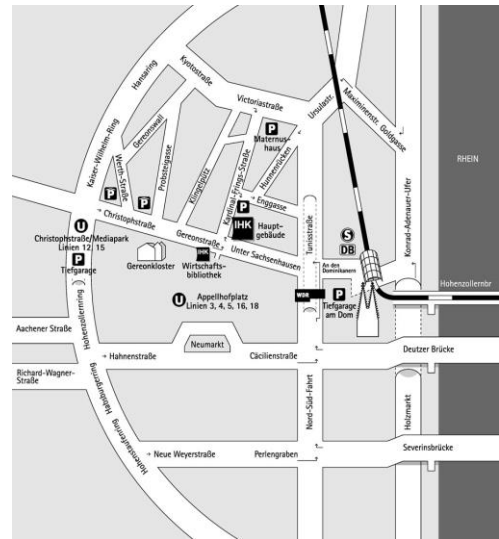 Hansaring
Kyotostraße
Victoriastraße
Ursulastr.
Maximinenstr.
Goldgasse
RHEIN
Kaiser-Wilhelm-Ring
Gereonswall
Werth-Straße
Probsteigasse
Klingelpütz
Kardinal-Frings-Straße
P
Maternus-
haus
Hunnenrücken
Konrad-Adenauer-Ufer
P
P
P
Enggasse
Christophstraße
IHK
Haupt-
gebäude
Tunisstraße
U
Christophstraße/Mediapark
Linien 12, 15
P
Tiefgarage
Gereonkloster
Gereonstraße
IHK
Wirtschafts-
bibliothek
Unter Sachsenhausen
S
DB
An den
Dominikanern
Hohenzollernbr
Hohenzollernring
U
Appellhofplatz
Linien 3, 4, 5, 16, 18
WDR
P
Tiefgarage
am Dom
Aachener Straße
Neumarkt
Hahnenstraße
Cäcilienstraße
Deutzer Brücke
Richard-Wagner-
Straße
Habsburgerring
Nord-Süd-Fahrt
Holzmarkt
Hohenstaufenring
Neue Weyerstraße
Perlengraben
Severinsbrücke